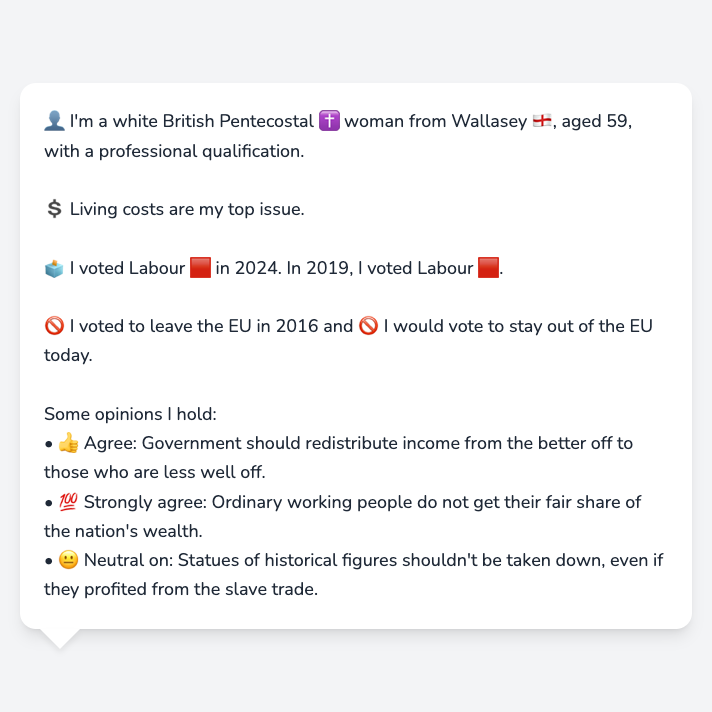 👤 I'm a white British Pentecostal ✝️ woman from Wallasey 🏴󠁧󠁢󠁥󠁮󠁧󠁿, aged 59,
with a professional qualification.
💲 Living costs are my top issue.
🗳️ I voted Labour 🟥 in 2024. In 2019, I voted Labour 🟥.
🚫 I voted to leave the EU in 2016 and 🚫 I would vote to stay out of the EU
today.
Some opinions I hold:
• 👍 Agree: Government should redistribute income from the better off to
those who are less well off.
• 💯 Strongly agree: Ordinary working people do not get their fair share of
the nation's wealth.
• 😐 Neutral on: Statues of historical figures shouldn't be taken down, even if
they profited from the slave trade.